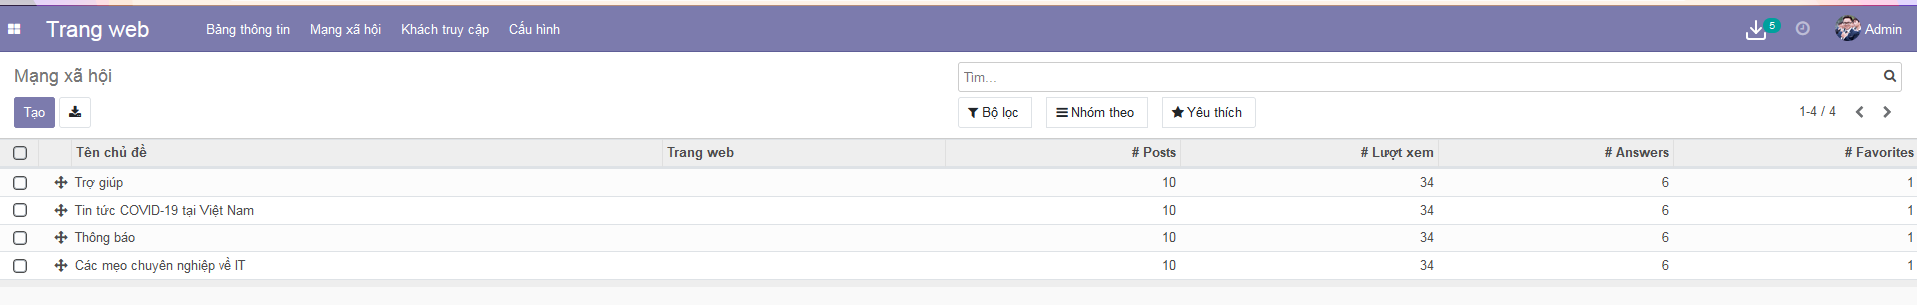 Trang web Bảng thông tin Mạng xã hội Khách truy cập Cấu hình 5 Admin
Mạng xã hội Tìm...
Tạo Bộ lọc Nhóm theo Yêu thích 1-4 / 4
Tên chủ đề Trang web # Posts # Lượt xem # Answers # Favorites
Trợ giúp 10 34 6 1
Tin tức COVID-19 tại Việt Nam 10 34 6 1
Thông báo 10 34 6 1
Các mẹo chuyên nghiệp về IT 10 34 6 1